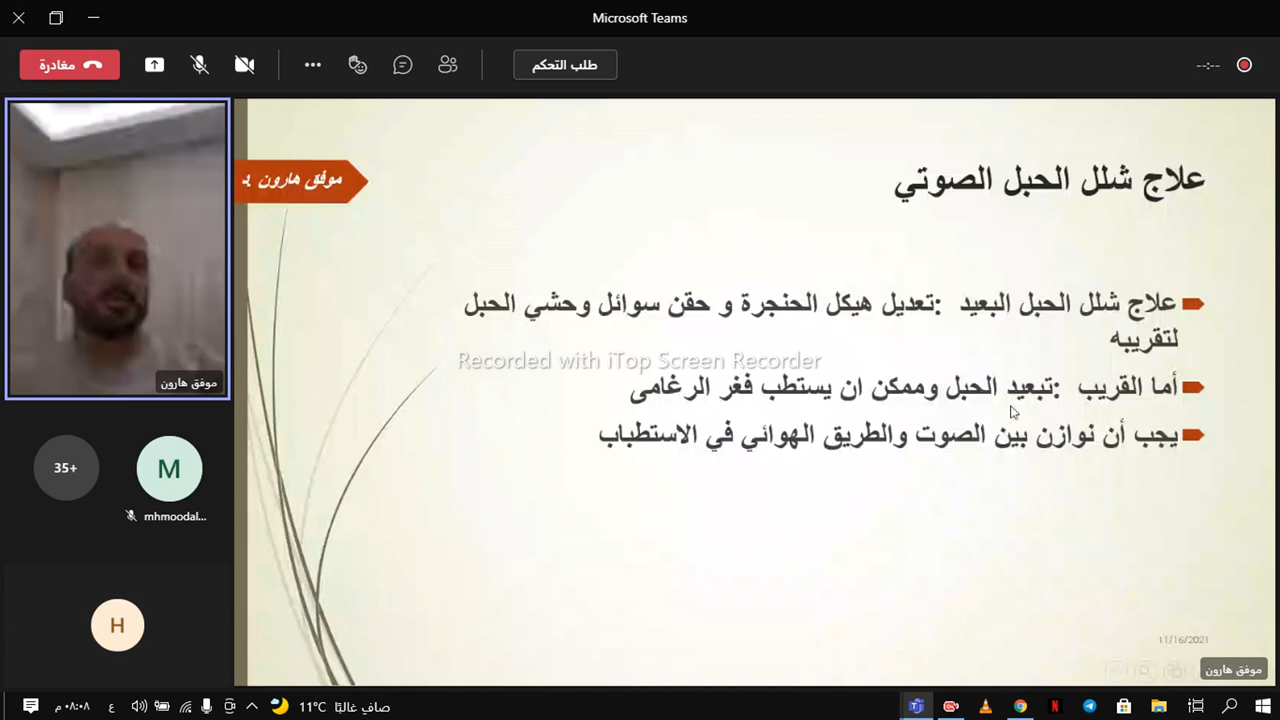 Microsoft Teams
مغادرة
طلب التحكم
--:--
موفق هارون
35+
M
mhmoodal...
H
موفق هارون
علاج شلل الحبل الصوتي
علاج شلل الحبل البعيد :تعديل هيكل الحنجرة و حقن سوائل وحشي الحبل
لتقريبه
Recorded with iTop Screen Recorder
أما القريب :تبعيد الحبل وممكن ان يستطب فغر الرغامى
يجب أن نوازن بين الصوت والطريق الهوائي في الاستطباب
11/16/2021
موفق هارون
٠٨:٠٨ م
ع
11°C صافي غالبًا